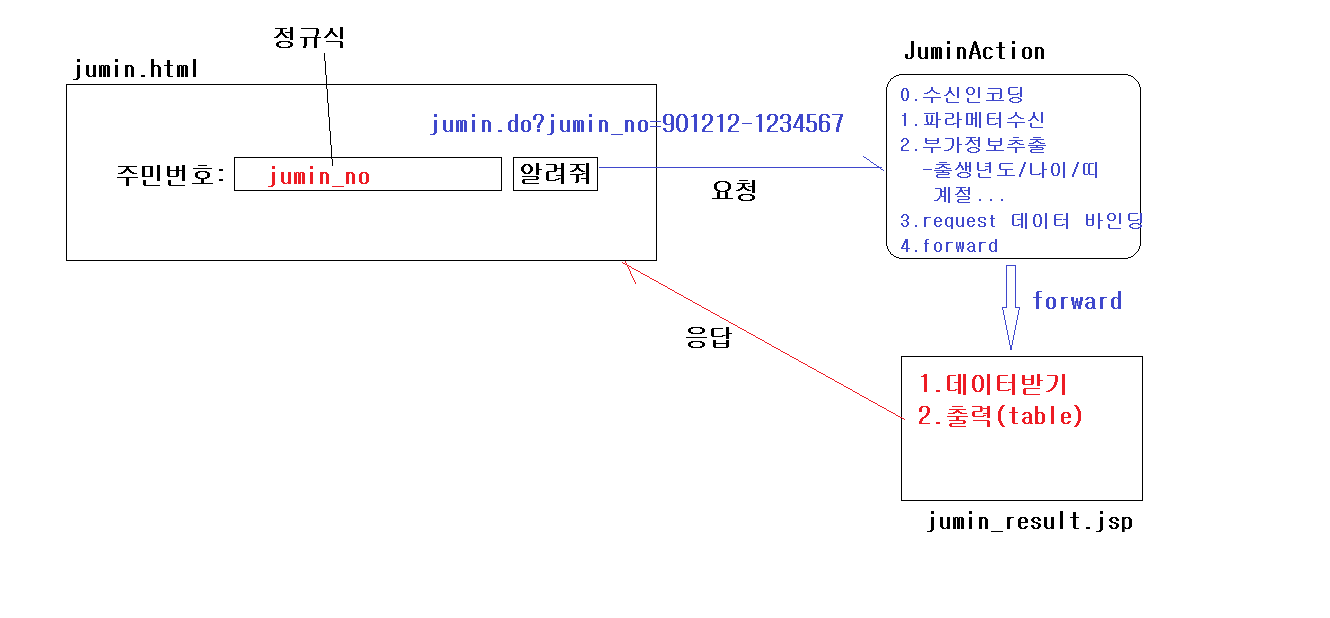 정규식
jumin.html
jumin.do?jumin_no=901212-1234567
주민번호:
jumin_no
알려줘
요청
JuminAction
0.수신인코딩
1.파라메터수신
2.부가정보추출
-출생년도/나이/띠
계절...
3.request 데이터 바인딩
4.forward
forward
응답
1.데이터받기
2.출력(table)
jumin_result.jsp